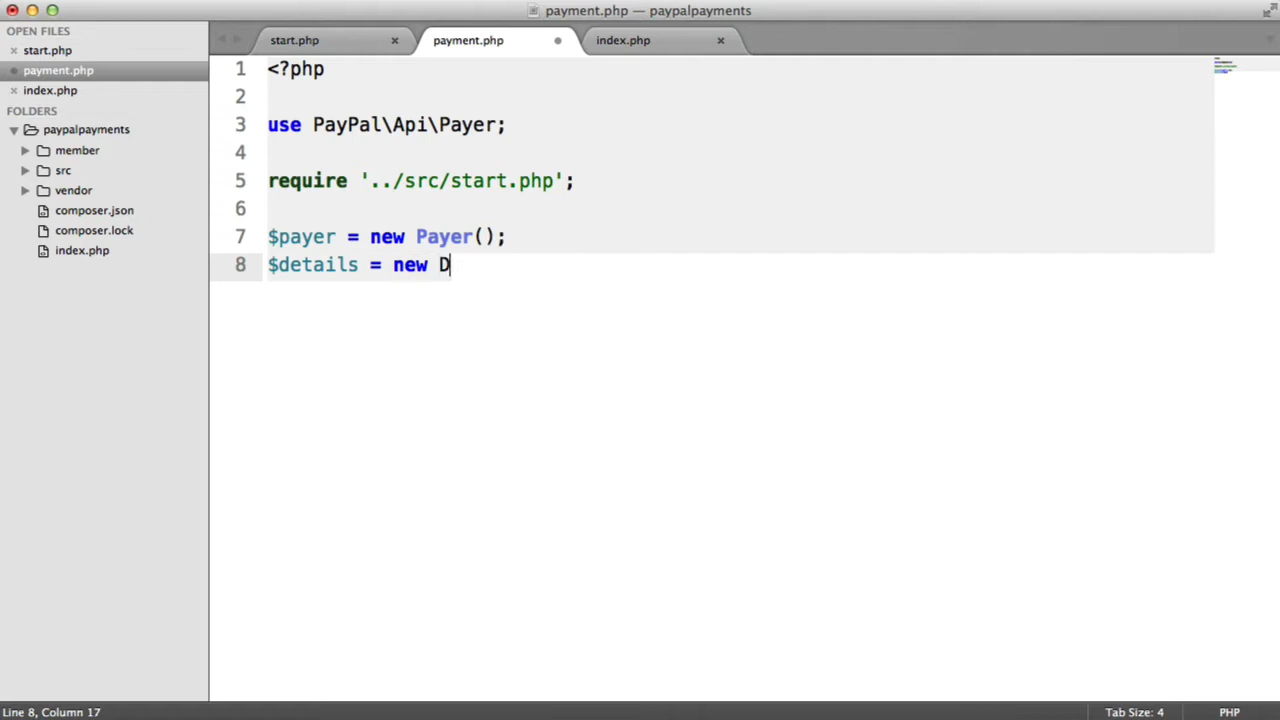 payment.php — paypalpayments
OPEN FILES
start.php
payment.php
index.php
FOLDERS
paypalpayments
member
src
vendor
composer.json
composer.lock
index.php
start.php
payment.php
index.php
1 <?php
2
3 use PayPal\Api\Payer;
4
5 require '../src/start.php';
6
7 $payer = new Payer();
8 $details = new D
Line 8, Column 17
Tab Size: 4
PHP